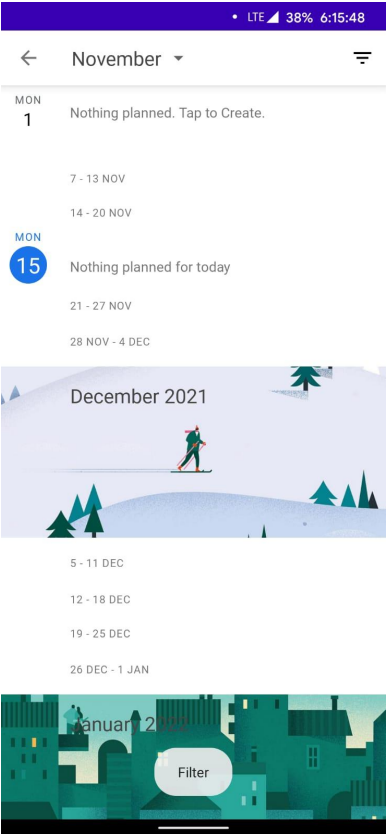 LTE 38% 6:15:48
November
MON
1
Nothing planned. Tap to Create.
7 - 13 NOV
14 - 20 NOV
MON
15
Nothing planned for today
21 - 27 NOV
28 NOV - 4 DEC
December 2021
5 - 11 DEC
12 - 18 DEC
19 - 25 DEC
26 DEC - 1 JAN
January 2022
Filter